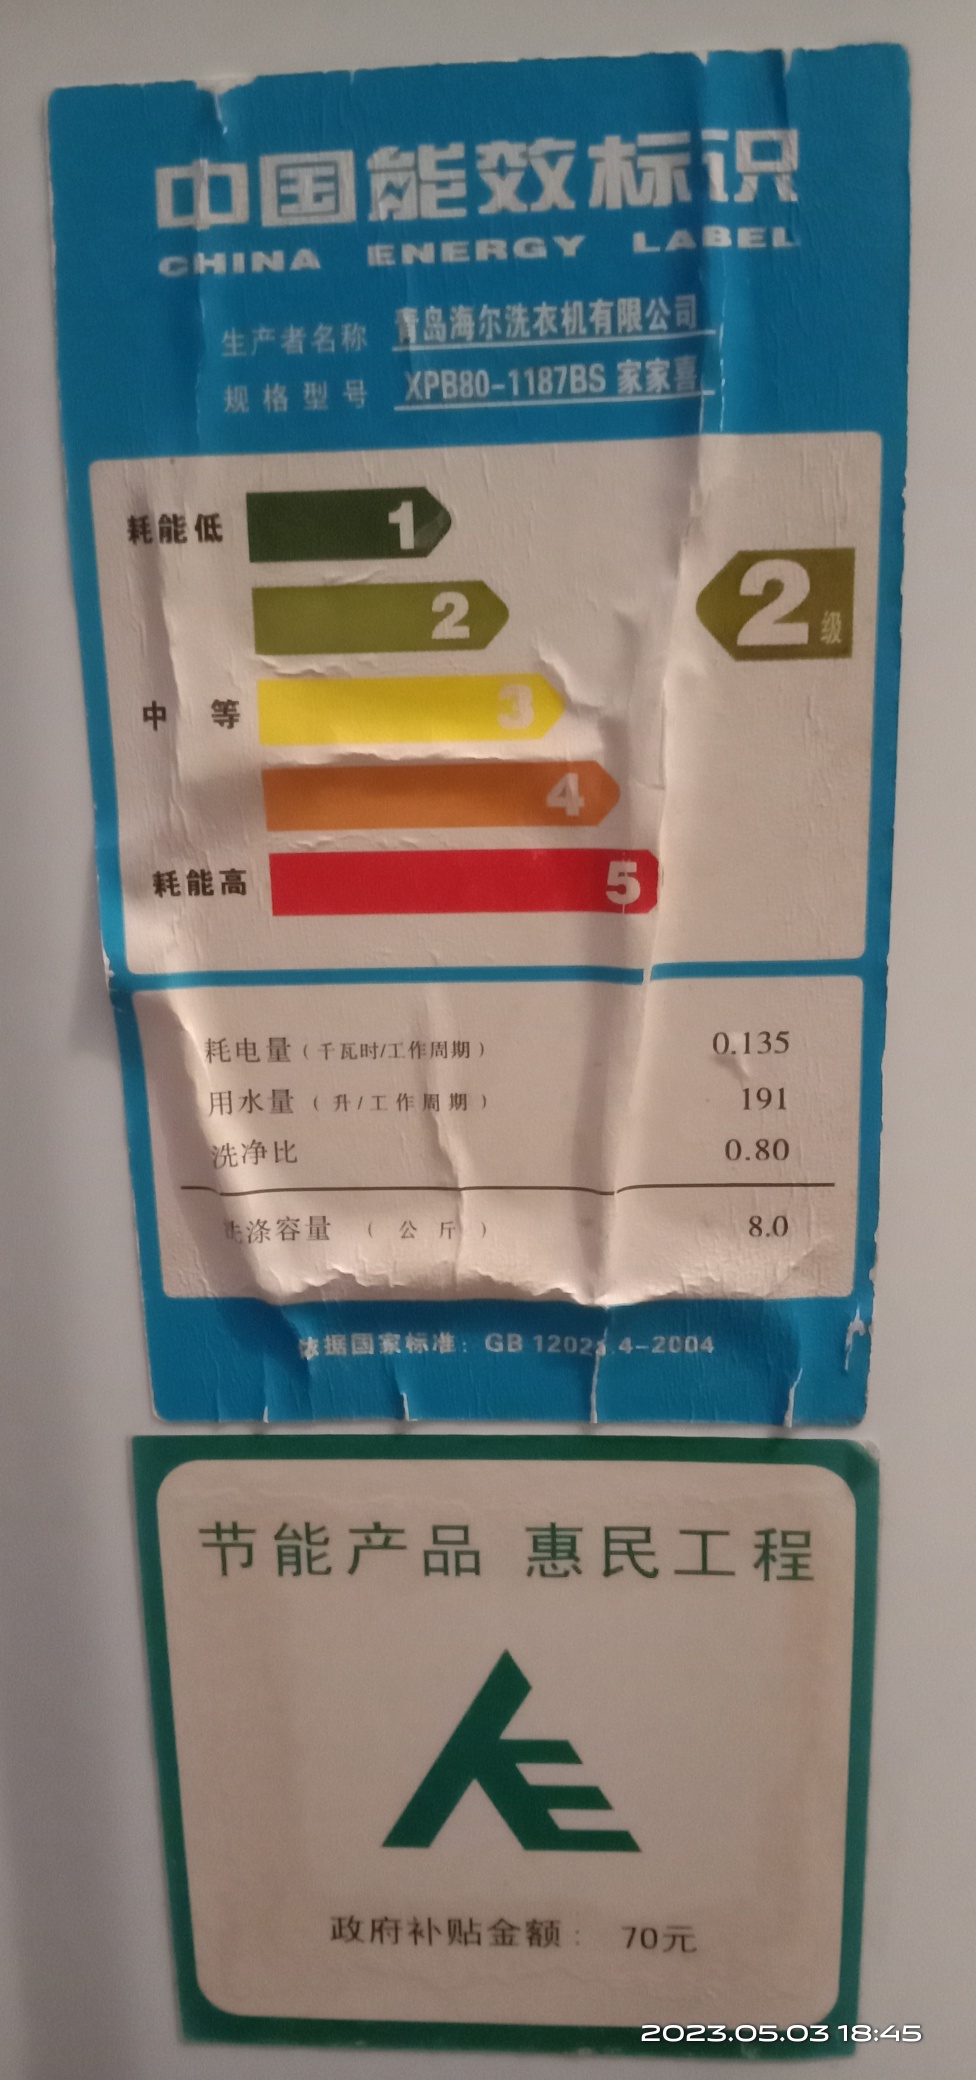 中国能效标识
CHINA ENERGY LABEL
生产者名称 青岛海尔洗衣机有限公司
规格型号 XPB80-1187BS 家家喜
耗能低 1
2
2级
中等 3
4
耗能高 5
耗电量（千瓦时/工作周期） 0.135
用水量（升/工作周期） 191
洗净比 0.80
洗涤容量（公斤） 8.0
依据国家标准：GB 12021.4-2004
节能产品 惠民工程
政府补贴金额： 70元
2023.05.03 18:45